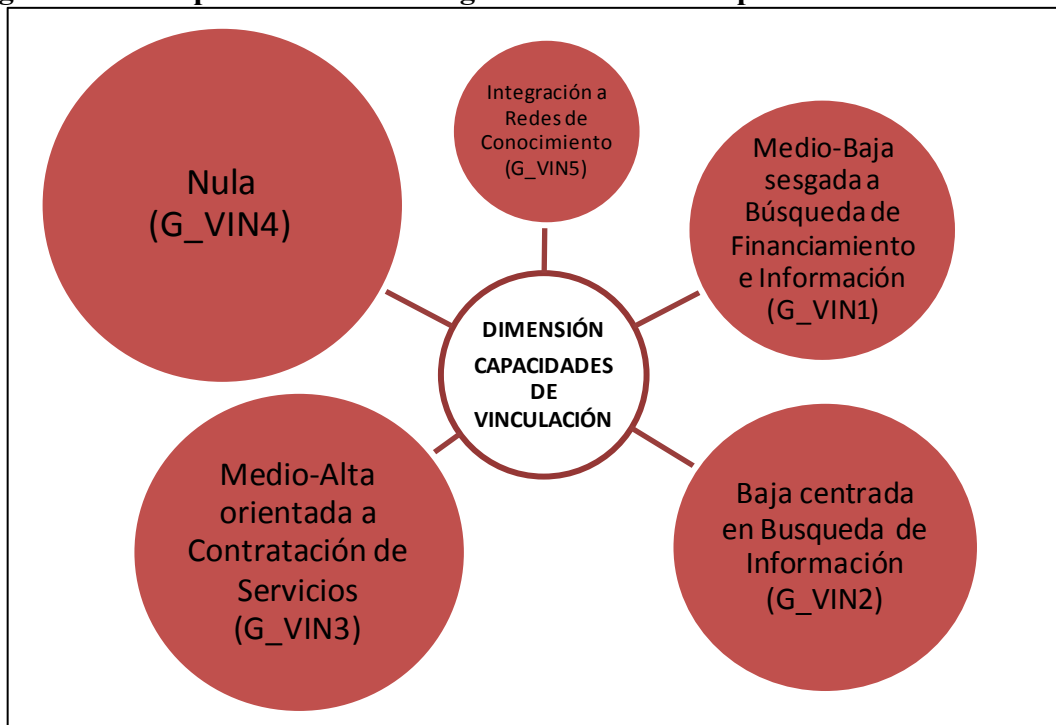 Nula
(G_VIN4)
Integración a
Redes de
Conocimiento
(G_VIN5)
Medio-Baja
sesgada a
Búsqueda de
Financiamiento
e Información
(G_VIN1)
DIMENSIÓN
CAPACIDADES
DE
VINCULACIÓN
Medio-Alta
orientada a
Contratación de
Servicios
(G_VIN3)
Baja centrada
en Busqueda de
Información
(G_VIN2)